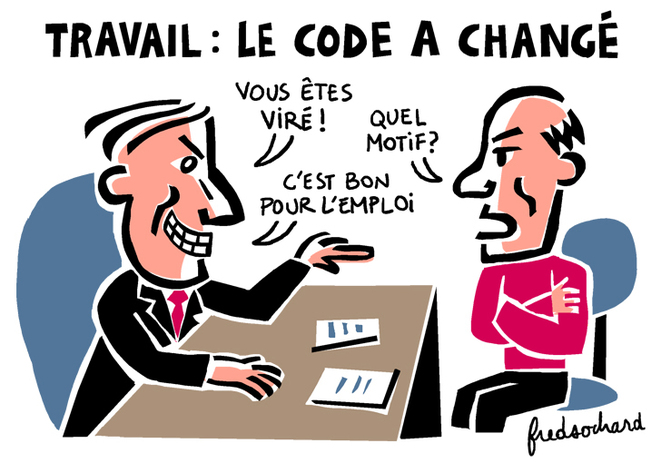 TRAVAIL : LE CODE A CHANGÉ
VOUS ÊTES
VIRÉ !
QUEL
MOTIF ?
C'EST BON
POUR L'EMPLOI
fredsochard